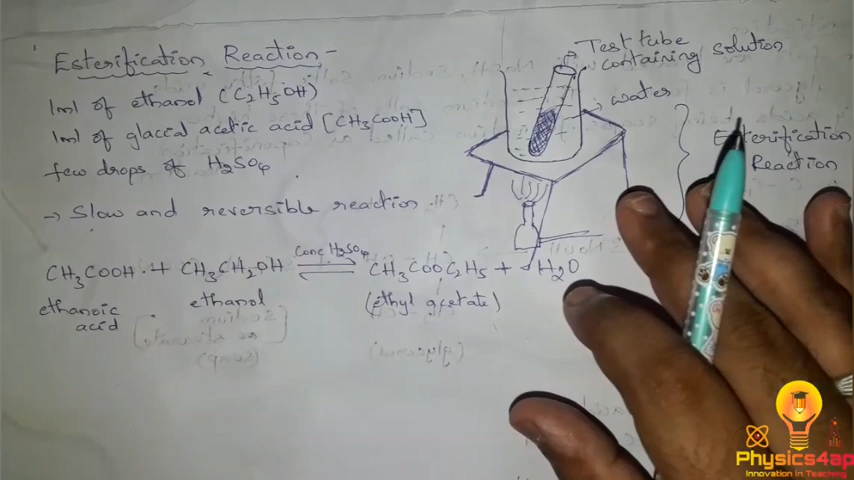 Esterification Reaction -
1ml of ethanol (C2H5OH)
1ml of glacial acetic acid [CH3COOH]
few drops of H2SO4
→ Slow and reversible reaction
Test tube
containing solution
water
Esterification
Reaction
Conc H2SO4
CH3COOH + CH3CH2OH ⇌ CH3COOC2H5 + H2O
ethanoic acid
ethanol
(ethyl acetate)
Physics4ap
Innovation in Teaching